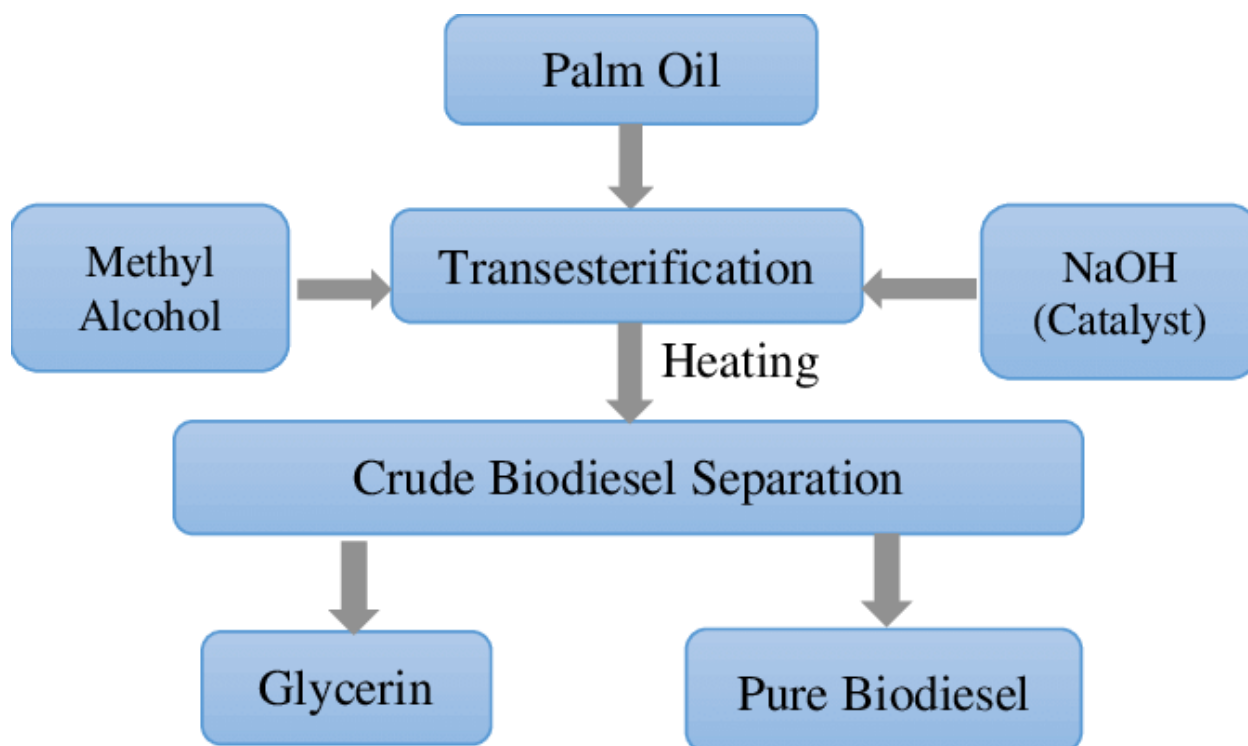 Palm Oil
Methyl
Alcohol
Transesterification
NaOH
(Catalyst)
Heating
Crude Biodiesel Separation
Glycerin
Pure Biodiesel